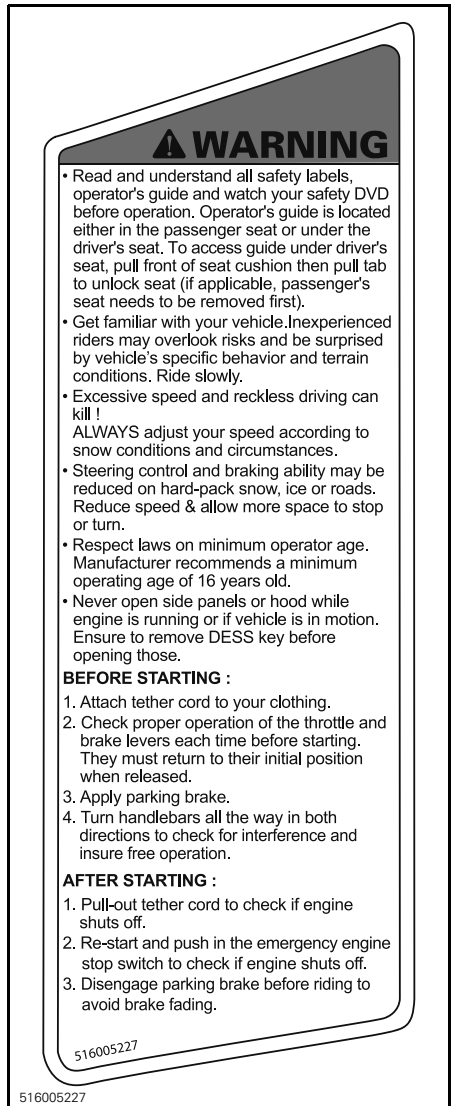 WARNING
• Read and understand all safety labels,
operator's guide and watch your safety DVD
before operation. Operator's guide is located
either in the passenger seat or under the
driver's seat. To access guide under driver's
seat, pull front of seat cushion then pull tab
to unlock seat (if applicable, passenger's
seat needs to be removed first).
• Get familiar with your vehicle.Inexperienced
riders may overlook risks and be surprised
by vehicle’s specific behavior and terrain
conditions. Ride slowly.
• Excessive speed and reckless driving can
kill !
ALWAYS adjust your speed according to
snow conditions and circumstances.
• Steering control and braking ability may be
reduced on hard-pack snow, ice or roads.
Reduce speed & allow more space to stop
or turn.
• Respect laws on minimum operator age.
Manufacturer recommends a minimum
operating age of 16 years old.
• Never open side panels or hood while
engine is running or if vehicle is in motion.
Ensure to remove DESS key before
opening those.
BEFORE STARTING :
1. Attach tether cord to your clothing.
2. Check proper operation of the throttle and
brake levers each time before starting.
They must return to their initial position
when released.
3. Apply parking brake.
4. Turn handlebars all the way in both
directions to check for interference and
insure free operation.
AFTER STARTING :
1. Pull-out tether cord to check if engine
shuts off.
2. Re-start and push in the emergency engine
stop switch to check if engine shuts off.
3. Disengage parking brake before riding to
avoid brake fading.
516005227
516005227